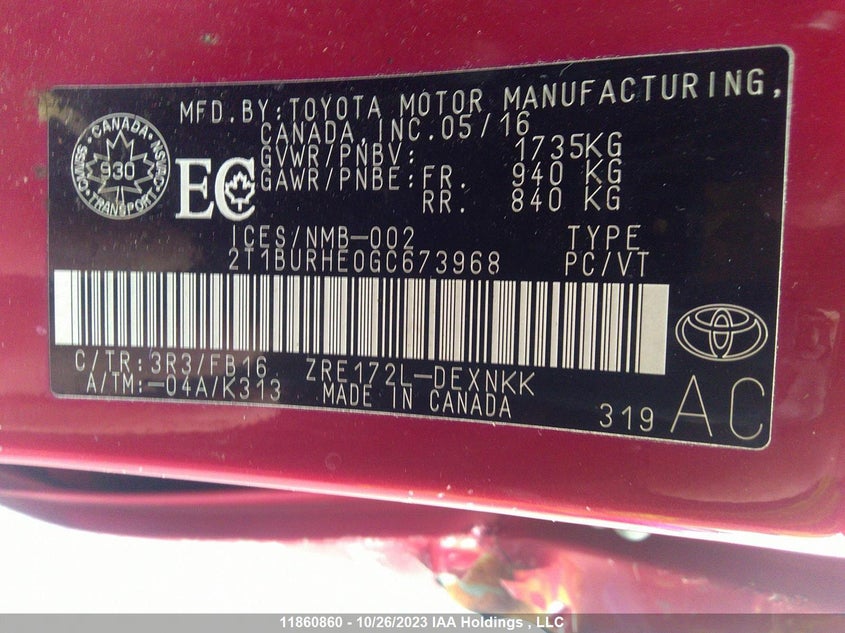 MFD.BY:TOYOTA MOTOR MANUFACTURING,
CANADA,INC.05/16
GVWR/PNBV: 1735KG
GAWR/PNBE:FR. 940 KG
RR. 840 KG
CANADA
930
TRANSPORT
EC
ICES/NMB-002 TYPE
2T1BURHE0GC673968 PC/VT
C/TR:3R3/FB16 ZRE172L-DEXNKK
A/TM:-04A/K313 MADE IN CANADA
319 AC
11860860 - 10/26/2023 IAA Holdings , LLC